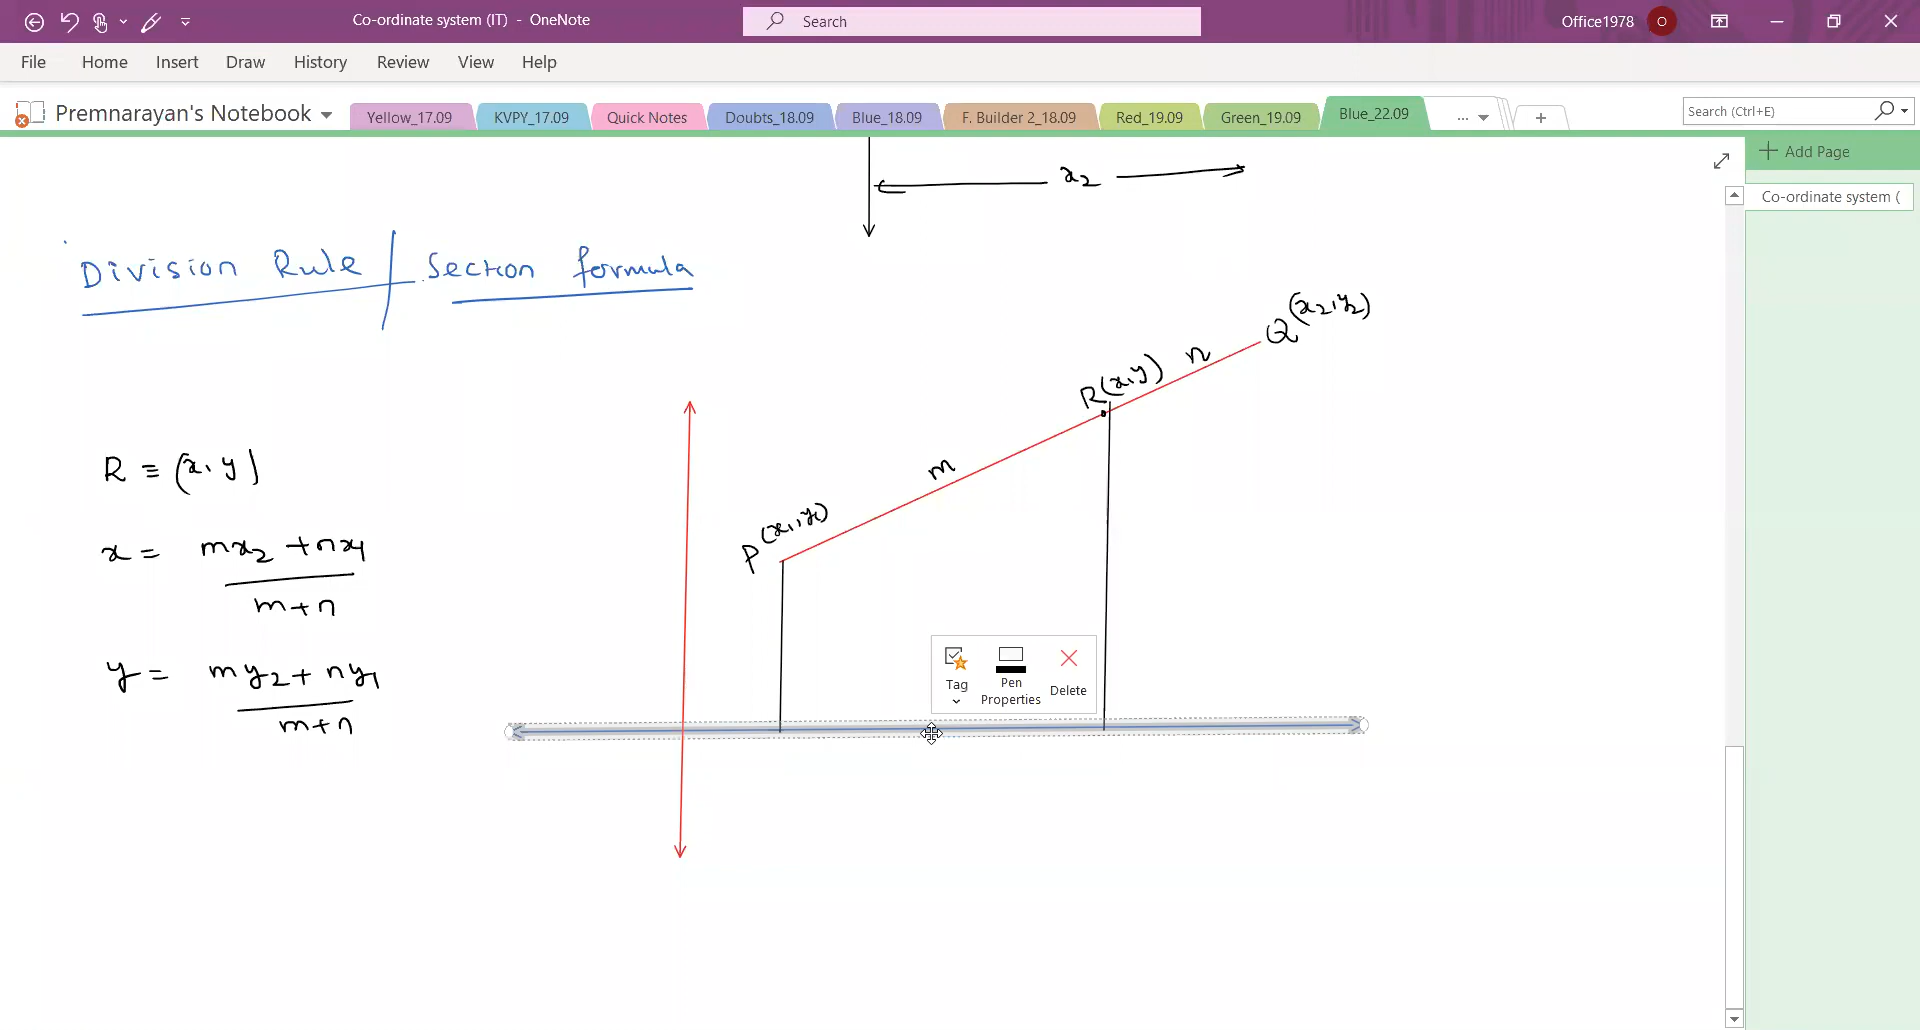 Co-ordinate system (IT) - OneNote
Search
Office1978
O
File Home Insert Draw History Review View Help
Premnarayan's Notebook
Yellow_17.09
KVPY_17.09
Quick Notes
Doubts_18.09
Blue_18.09
F. Builder 2_18.09
Red_19.09
Green_19.09
Blue_22.09
...
Search (Ctrl+E)
Add Page
Co-ordinate system (
x2
Division Rule / Section formula
Q(x2,y2)
n
R(x,y)
m
P(x1,y1)
R ≡ (x,y)
x = mx2 + nx1
m+n
y = my2 + ny1
m+n
Tag
Pen
Properties
Delete